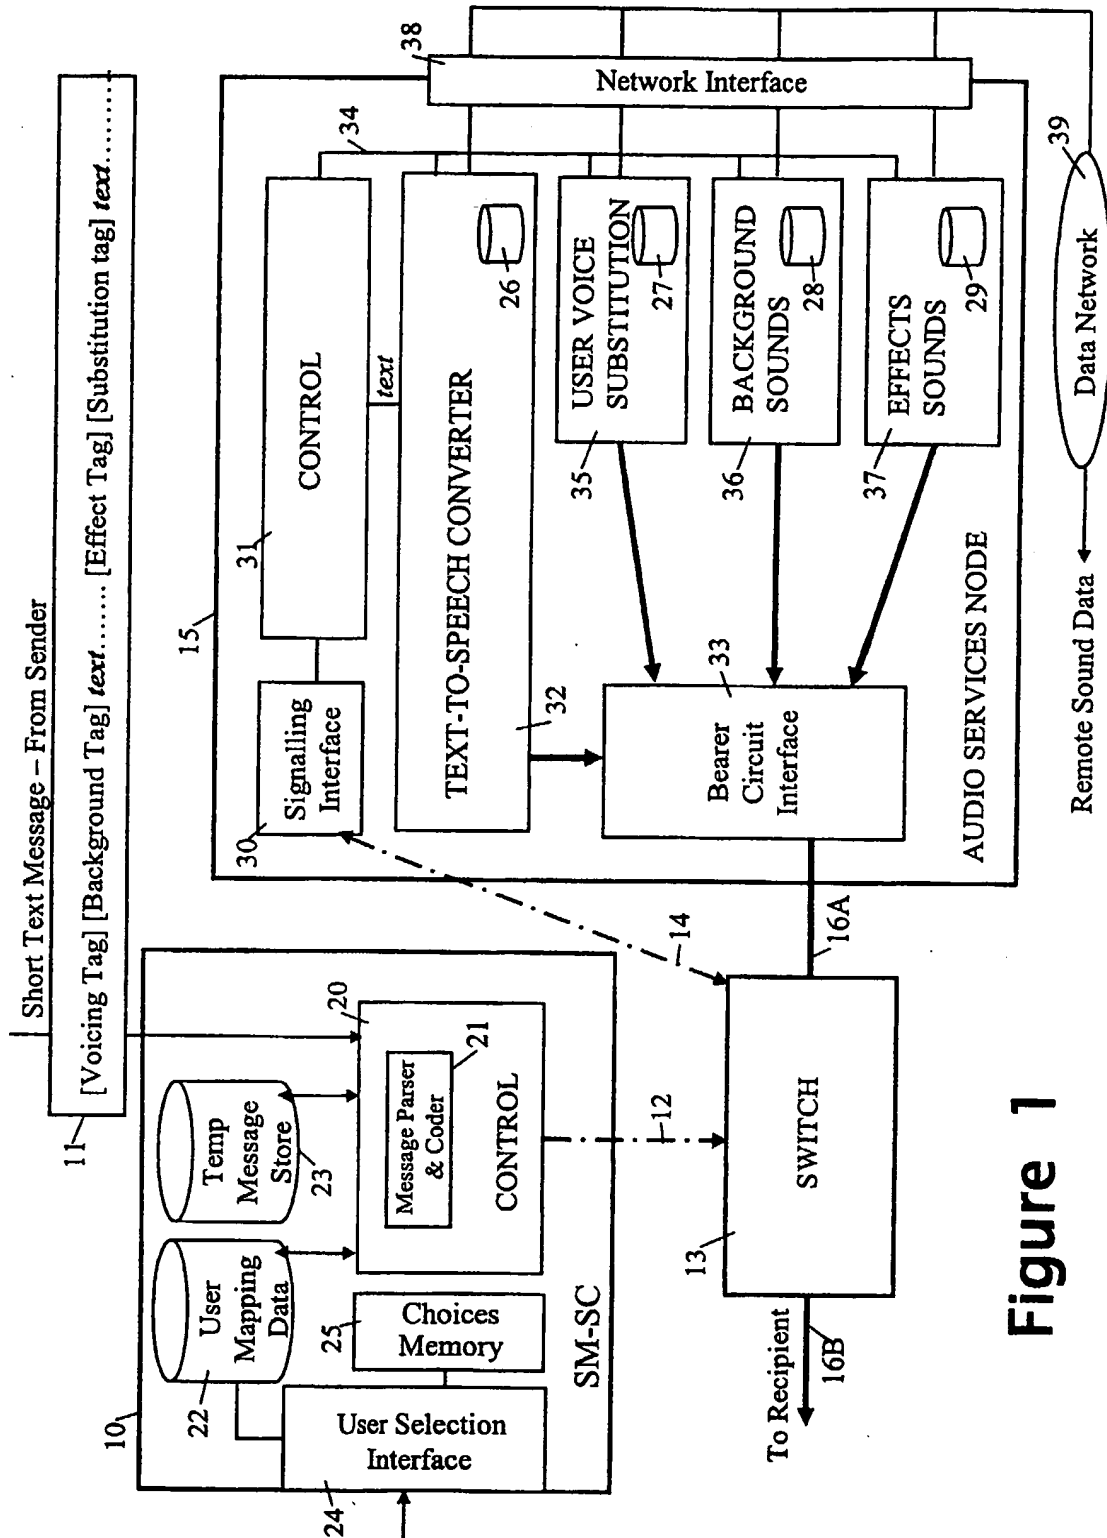 Short Text Message – From Sender
11
[Voicing Tag] [Background Tag] text....... [Effect Tag] [Substitution tag] text..........
10
22
User
Mapping
Data
Temp
Message
Store
23
24
User Selection
Interface
25
Choices
Memory
20
Message Parser
& Coder
21
CONTROL
SM-SC
12
14
13
SWITCH
To Recipient
16B
16A
15
30
Signalling
Interface
31
CONTROL
34
text
TEXT-TO-SPEECH CONVERTER
26
32
Bearer
Circuit
Interface
33
35
USER VOICE
SUBSTITUTION
27
36
BACKGROUND
SOUNDS
28
37
EFFECTS
SOUNDS
29
38
Network Interface
AUDIO SERVICES NODE
Remote Sound Data
Data Network
39
Figure 1